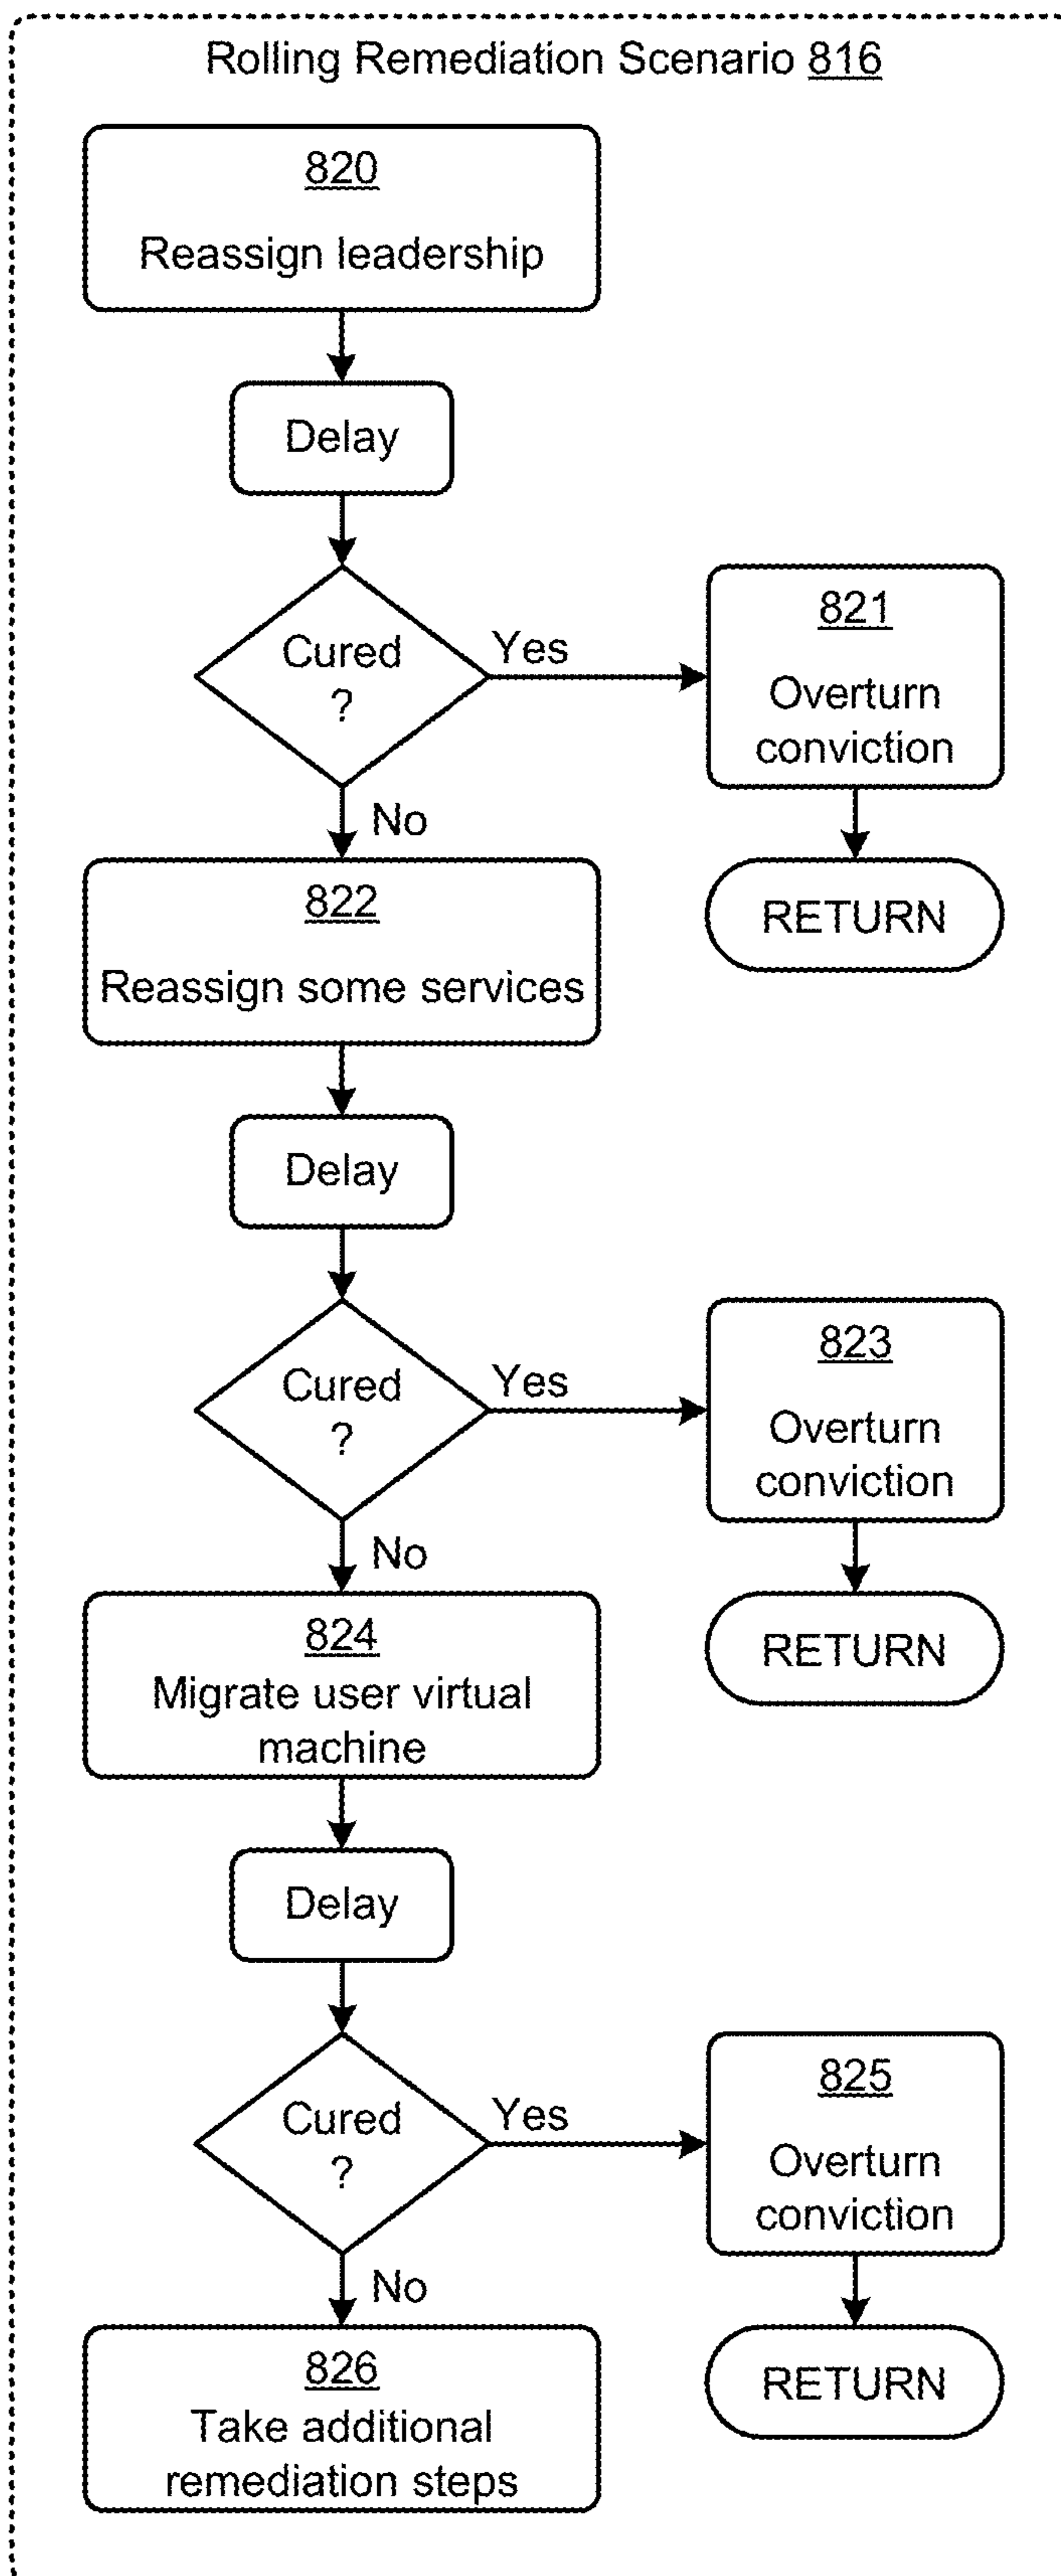 Rolling Remediation Scenario 816
820
Reassign leadership
Delay
Cured
?
Yes
821
Overturn
conviction
RETURN
No
822
Reassign some services
Delay
Cured
?
Yes
823
Overturn
conviction
RETURN
No
824
Migrate user virtual
machine
Delay
Cured
?
Yes
825
Overturn
conviction
RETURN
No
826
Take additional
remediation steps